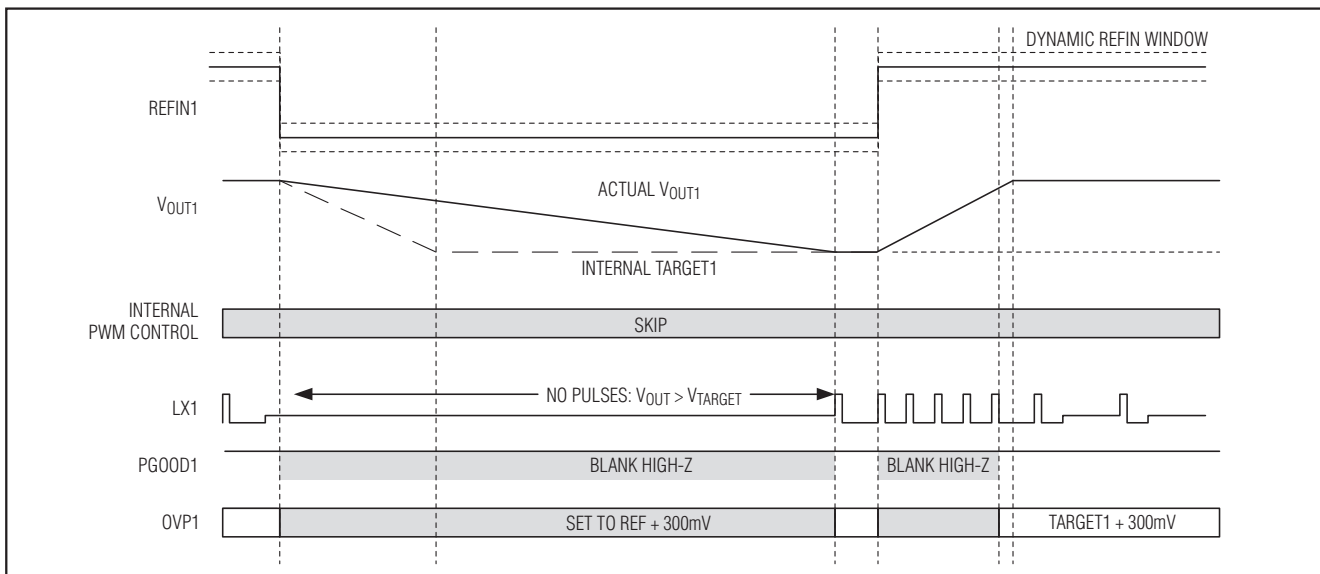 DYNAMIC REFIN WINDOW
REFIN1
ACTUAL VOUT1
VOUT1
INTERNAL TARGET1
INTERNAL
PWM CONTROL
SKIP
LX1
NO PULSES: VOUT > VTARGET
PGOOD1
BLANK HIGH-Z
BLANK HIGH-Z
OVP1
SET TO REF + 300mV
TARGET1 + 300mV